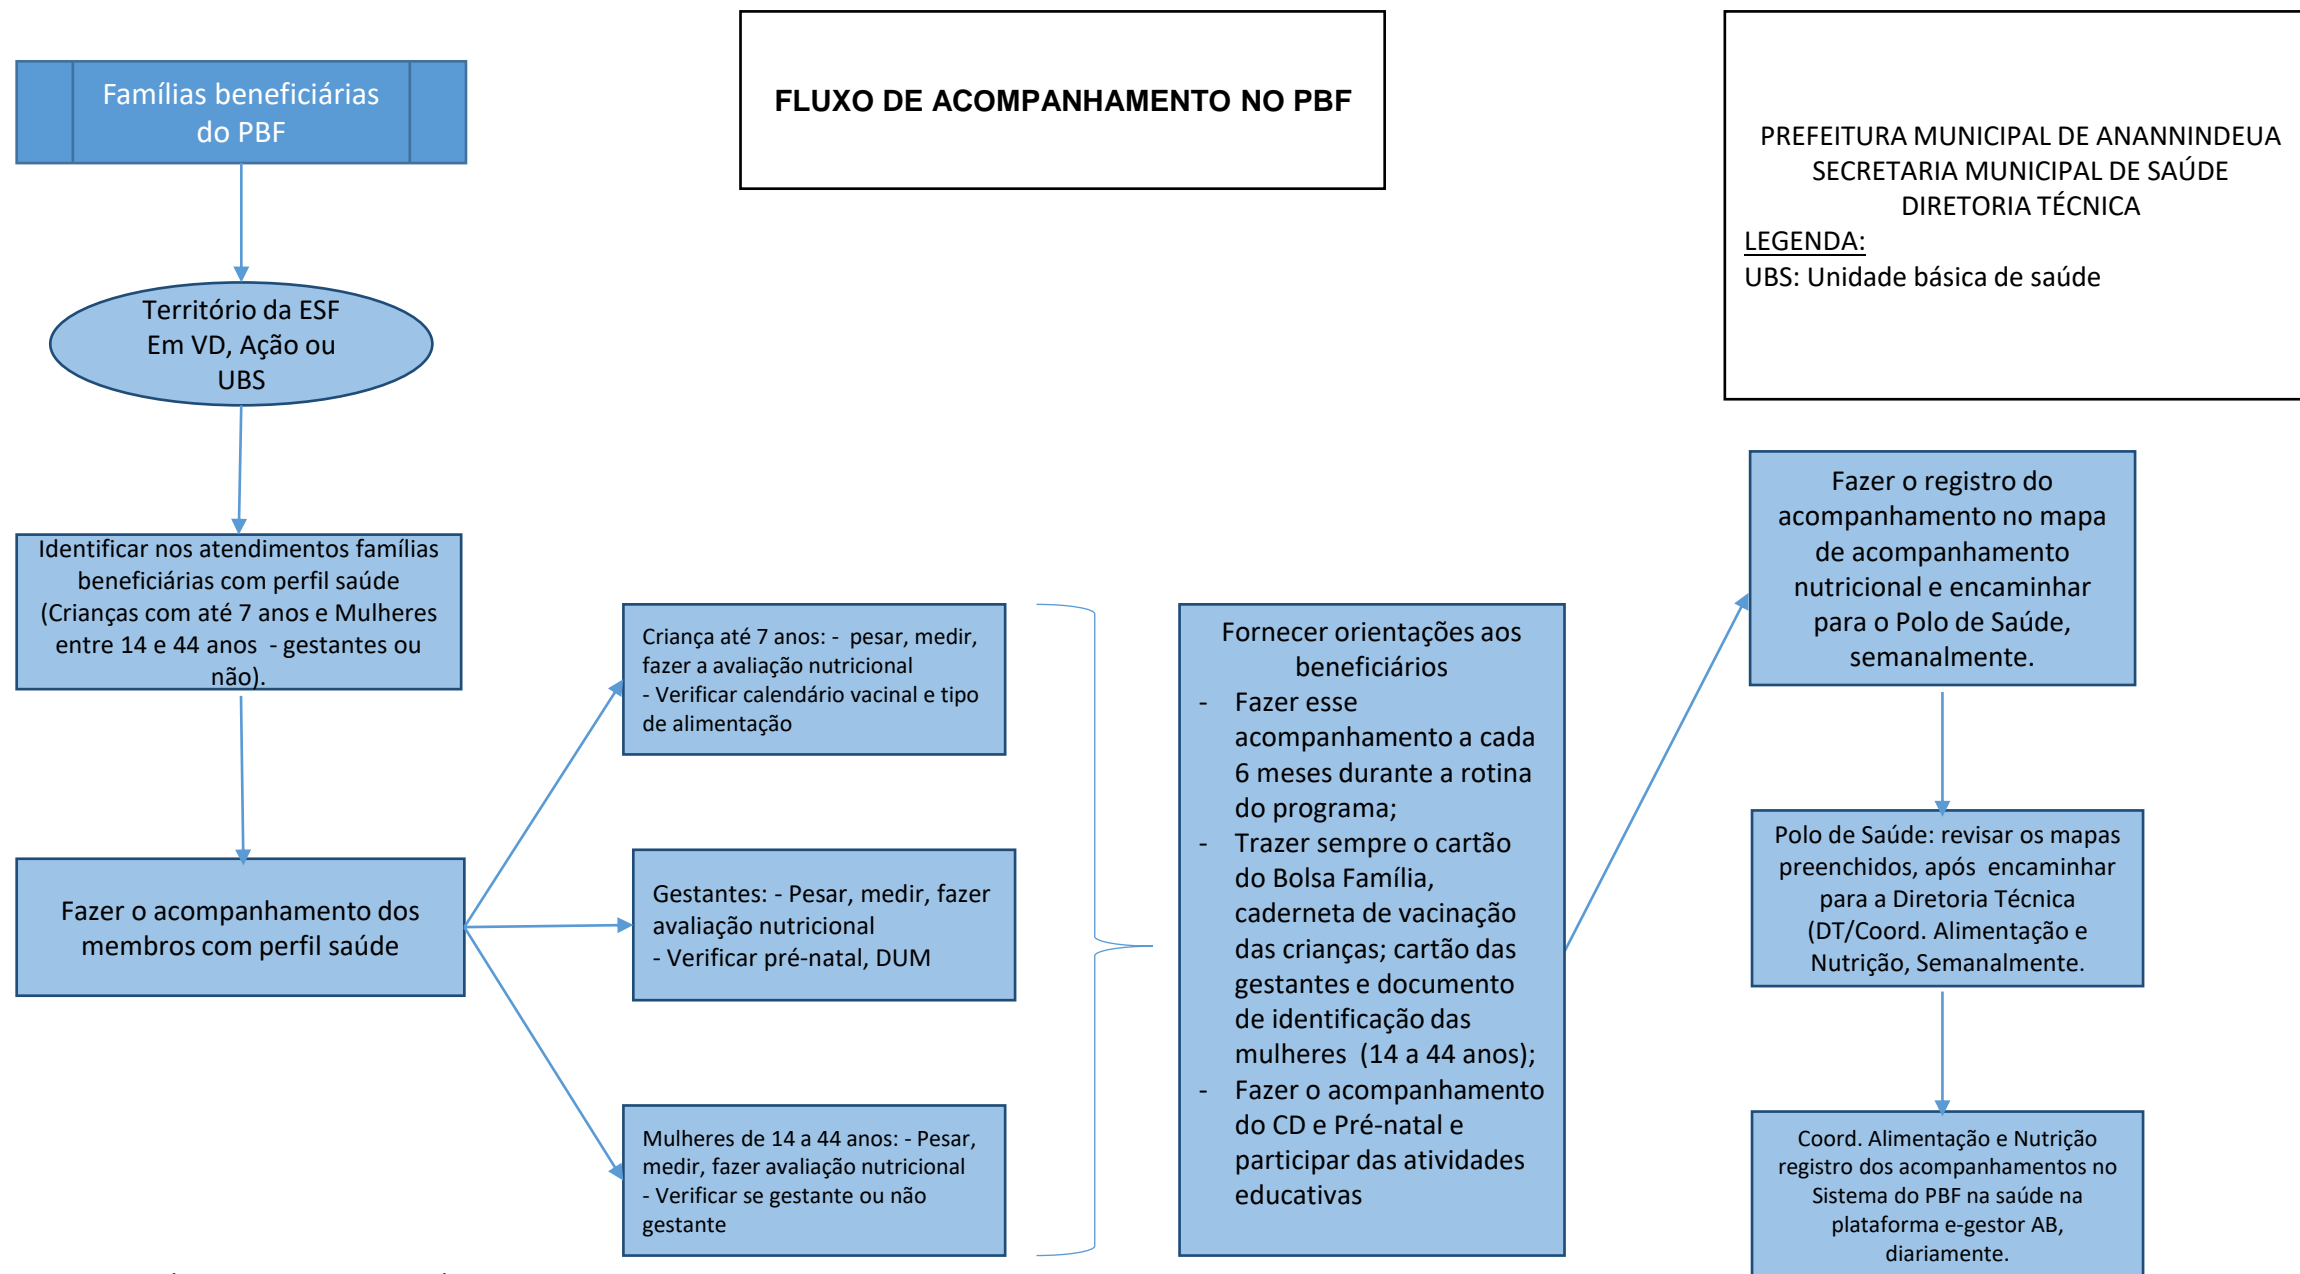 Famílias beneficiárias
do PBF
FLUXO DE ACOMPANHAMENTO NO PBF
PREFEITURA MUNICIPAL DE ANANNINDEUA
SECRETARIA MUNICIPAL DE SAÚDE
DIRETORIA TÉCNICA
LEGENDA:
UBS: Unidade básica de saúde
Território da ESF
Em VD, Ação ou
UBS
Identificar nos atendimentos famílias
beneficiárias com perfil saúde
(Crianças com até 7 anos e Mulheres
entre 14 e 44 anos  - gestantes ou
não).
Fazer o acompanhamento dos
membros com perfil saúde
Criança até 7 anos: -  pesar, medir,
fazer a avaliação nutricional
- Verificar calendário vacinal e tipo
de alimentação
Gestantes: - Pesar, medir, fazer
avaliação nutricional
- Verificar pré-natal, DUM
Mulheres de 14 a 44 anos: - Pesar,
medir, fazer avaliação nutricional
- Verificar se gestante ou não
gestante
Fornecer orientações aos
beneficiários
- Fazer esse
acompanhamento a cada
6 meses durante a rotina
do programa;
- Trazer sempre o cartão
do Bolsa Família,
caderneta de vacinação
das crianças; cartão das
gestantes e documento
de identificação das
mulheres  (14 a 44 anos);
- Fazer o acompanhamento
do CD e Pré-natal e
participar das atividades
educativas
Fazer o registro do
acompanhamento no mapa
de acompanhamento
nutricional e encaminhar
para o Polo de Saúde,
semanalmente.
Polo de Saúde: revisar os mapas
preenchidos, após  encaminhar
para a Diretoria Técnica
(DT/Coord. Alimentação e
Nutrição, Semanalmente.
Coord. Alimentação e Nutrição
registro dos acompanhamentos no
Sistema do PBF na saúde na
plataforma e-gestor AB,
diariamente.